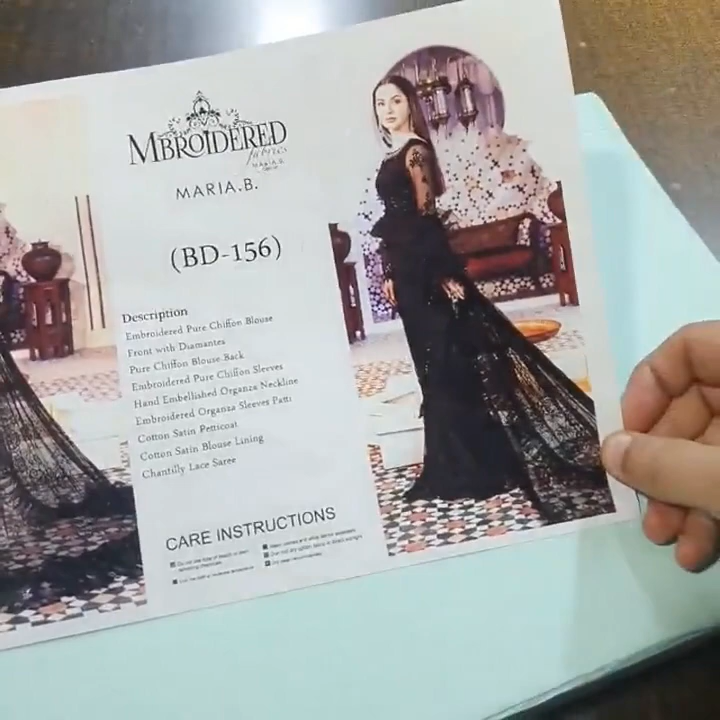 MBROIDERED
fabrics
MARIA.B.
(BD-156)
Description
Embroidered Pure Chiffon Blouse
Front with Diamantes
Pure Chiffon Blouse Back
Embroidered Pure Chiffon Sleeves
Hand Embellished Organza Neckline
Embroidered Organza Sleeves Patti
Cotton Satin Petticoat
Cotton Satin Blouse Lining
Chantilly Lace Saree
CARE INSTRUCTIONS